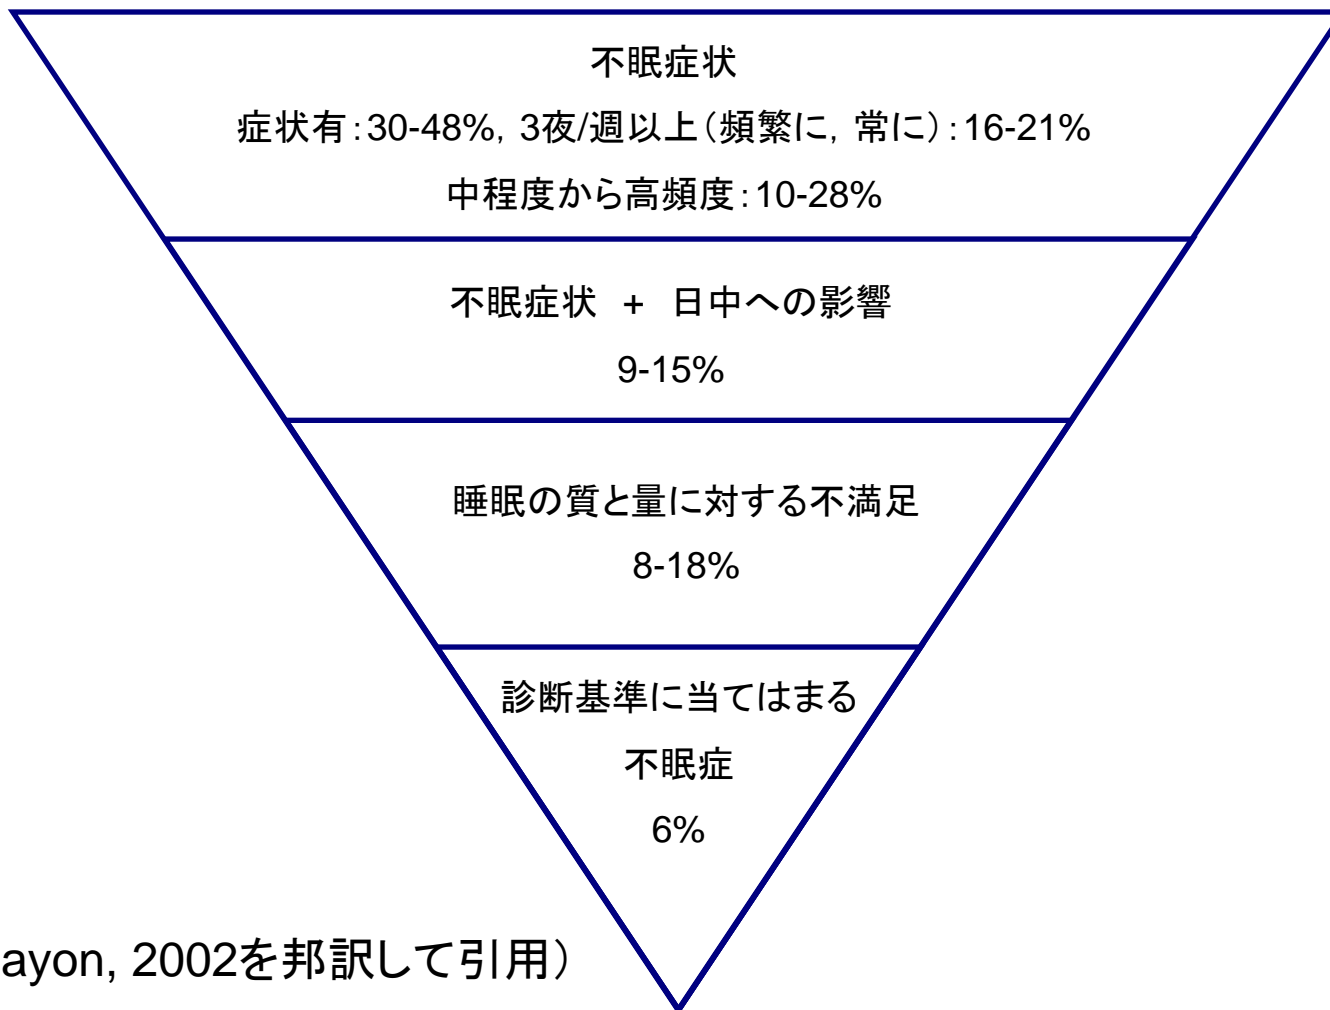 不眠症状
症状有：30-48%，3夜/週以上（頻繁に，常に）：16-21%
中程度から高頻度：10-28%
不眠症状　+　日中への影響
9-15%
睡眠の質と量に対する不満足
8-18%
診断基準に当てはまる
不眠症
6%
ayon, 2002を邦訳して引用）